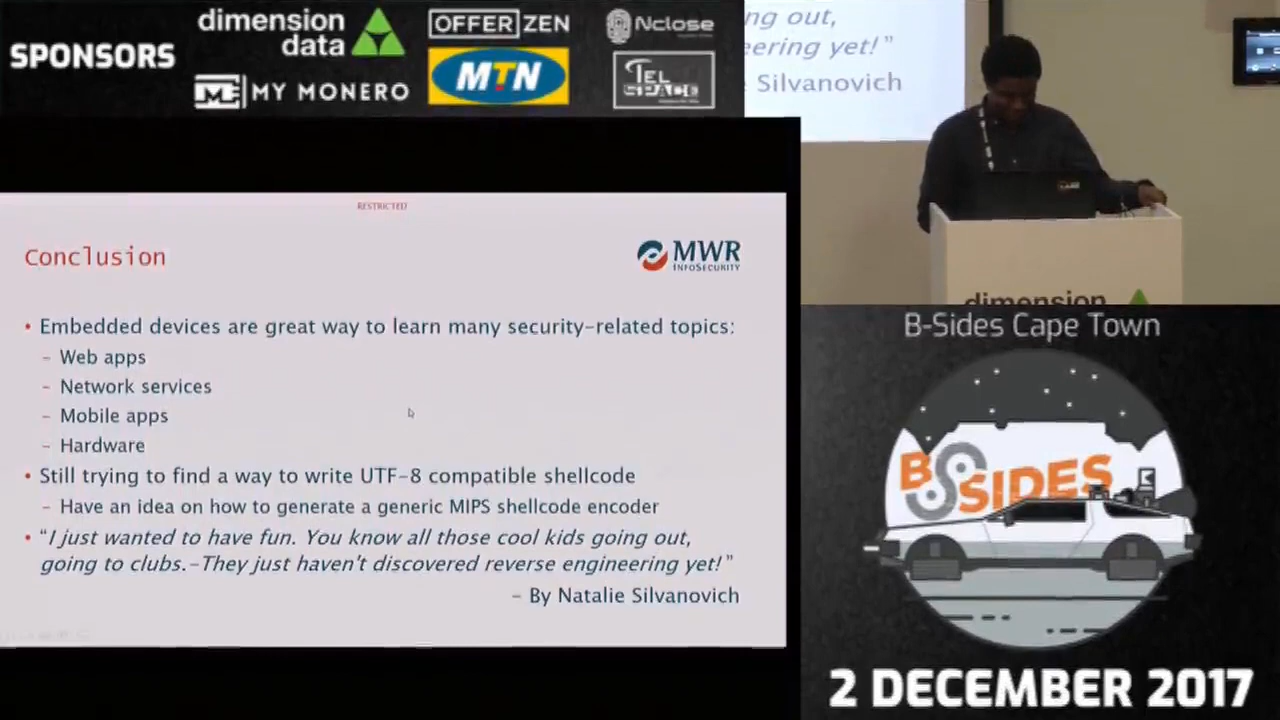 SPONSORS
dimension
data
OFFERZEN
Nclose
MY MONERO
MTN
TEL
SPACE
ng out,
eering yet!"
Silvanovich
RESTRICTED
Conclusion
MWR
INFOSECURITY
• Embedded devices are great way to learn many security-related topics:
– Web apps
– Network services
– Mobile apps
– Hardware
• Still trying to find a way to write UTF-8 compatible shellcode
– Have an idea on how to generate a generic MIPS shellcode encoder
• "I just wanted to have fun. You know all those cool kids going out,
going to clubs.-They just haven't discovered reverse engineering yet!"
– By Natalie Silvanovich
dimension
B-Sides Cape Town
BSIDES
2 DECEMBER 2017